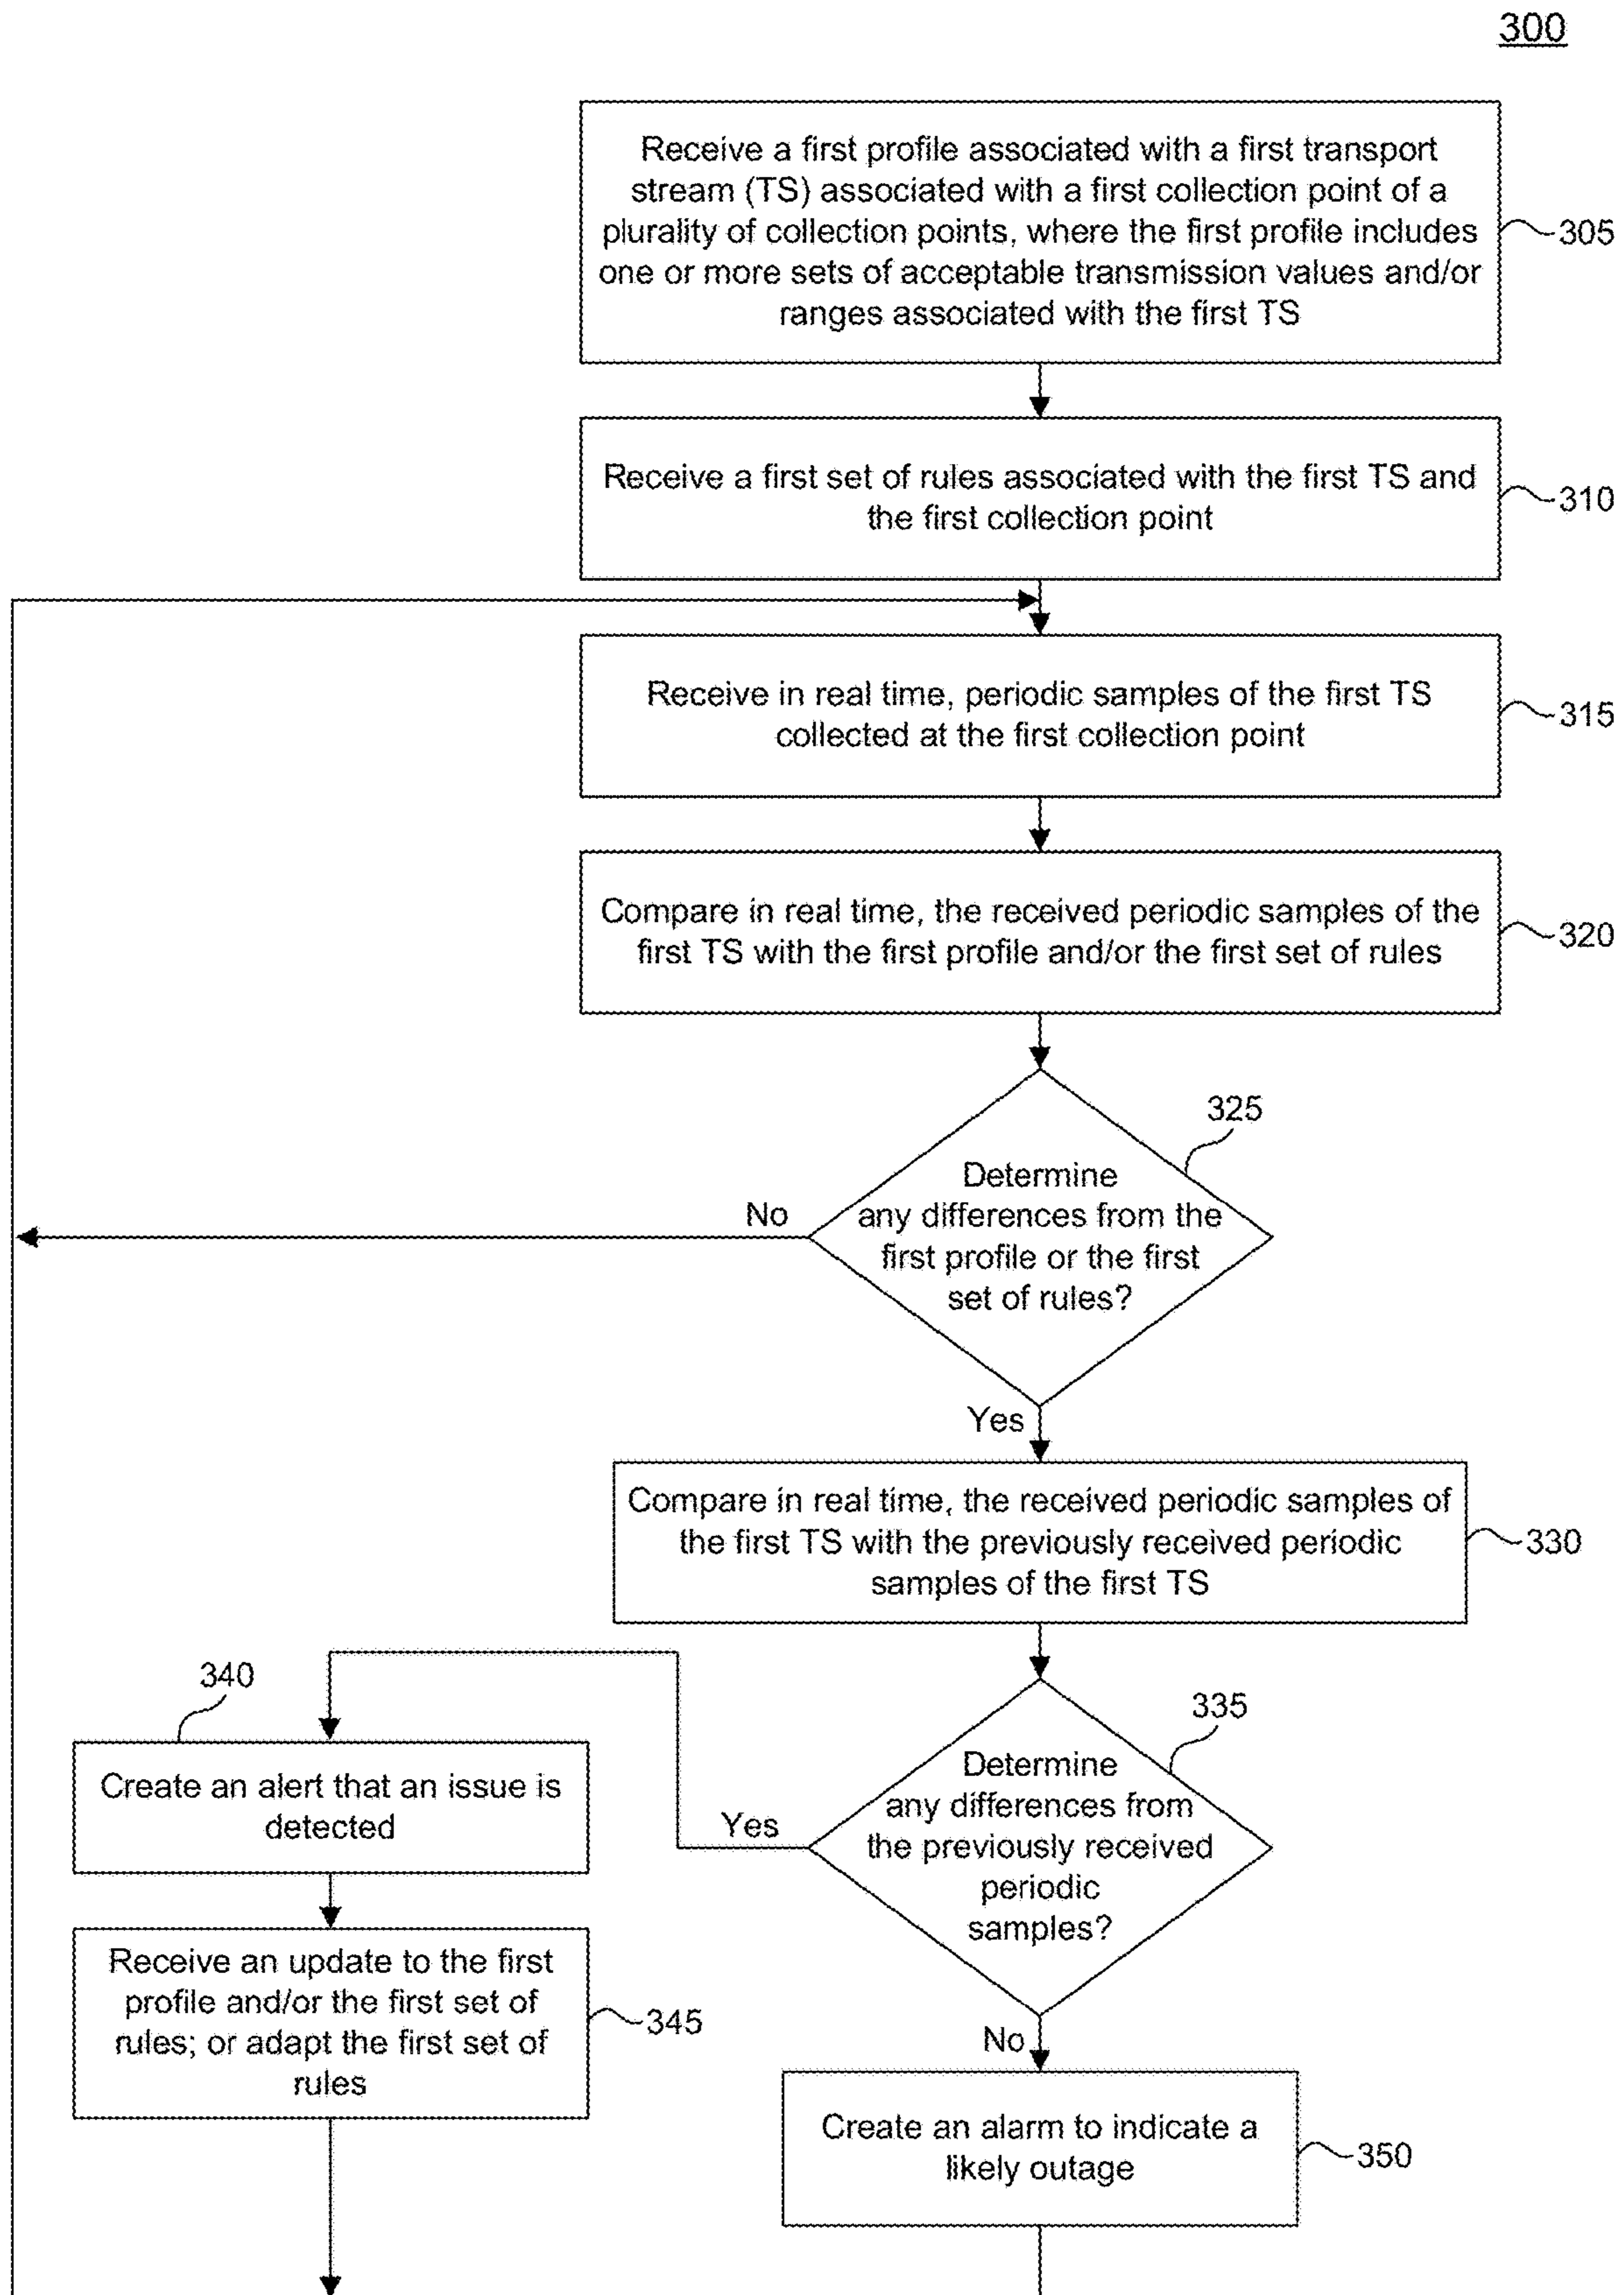 300
Receive a first profile associated with a first transport
stream (TS) associated with a first collection point of a
plurality of collection points, where the first profile includes
one or more sets of acceptable transmission values and/or
ranges associated with the first TS
305
Receive a first set of rules associated with the first TS and
the first collection point
310
Receive in real time, periodic samples of the first TS
collected at the first collection point
315
Compare in real time, the received periodic samples of the
first TS with the first profile and/or the first set of rules
320
325
Determine
any differences from the
first profile or the first
set of rules?
No
Yes
Compare in real time, the received periodic samples of
the first TS with the previously received periodic
samples of the first TS
330
335
Determine
any differences from
the previously received
periodic
samples?
Yes
340
Create an alert that an issue is
detected
Receive an update to the first
profile and/or the first set of
rules; or adapt the first set of
rules
345
No
Create an alarm to indicate a
likely outage
350